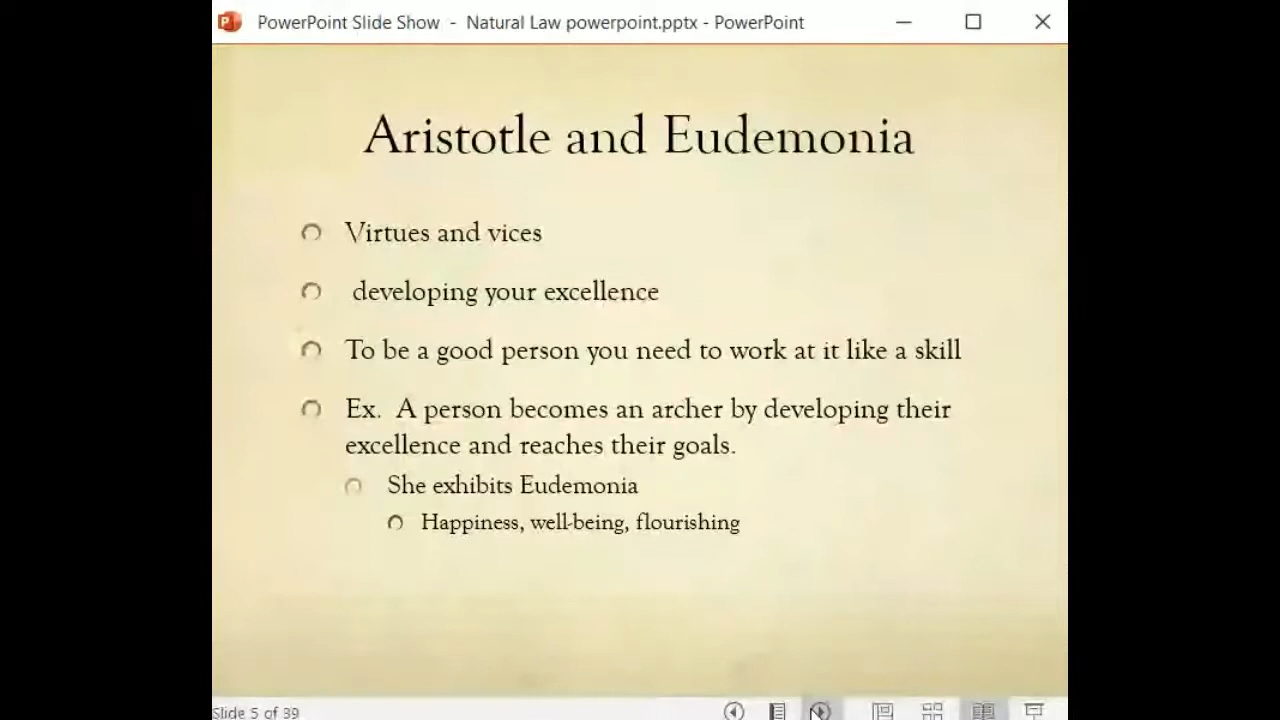 PowerPoint Slide Show - Natural Law powerpoint.pptx - PowerPoint
Aristotle and Eudemonia
Virtues and vices
developing your excellence
To be a good person you need to work at it like a skill
Ex. A person becomes an archer by developing their
excellence and reaches their goals.
She exhibits Eudemonia
Happiness, well-being, flourishing
Slide 5 of 39